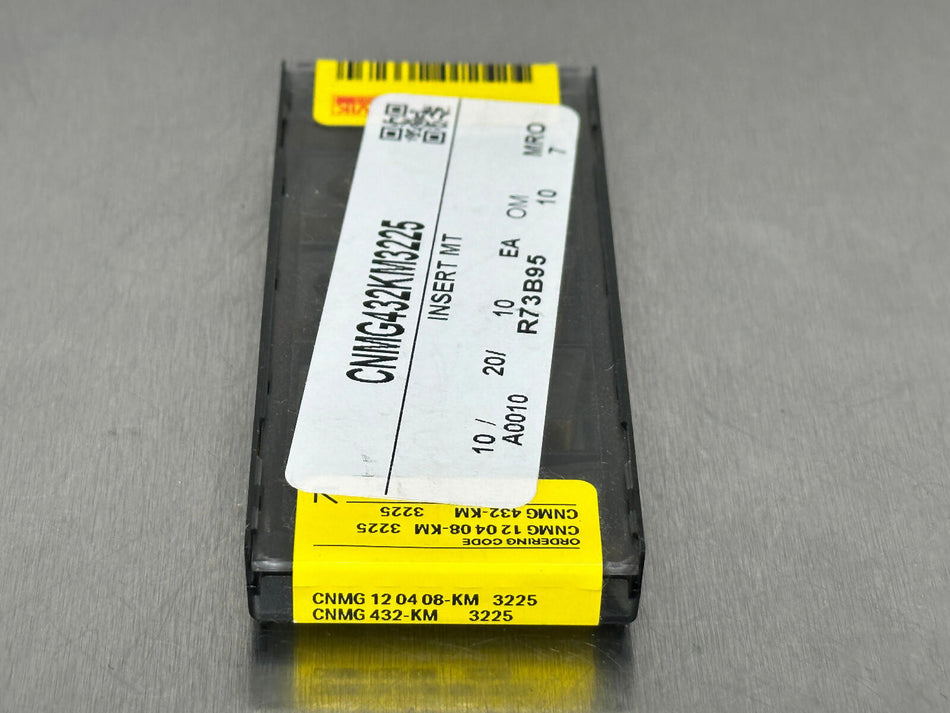 CNMG432KM3225
INSERT MT
10 / 20/ 10 EA OM MRO
A0010 R73B95 10 7
ORDERING CODE
CNMG 12 04 08-KM 3225
CNMG 432-KM 3225
CNMG 12 04 08-KM 3225
CNMG 432-KM 3225